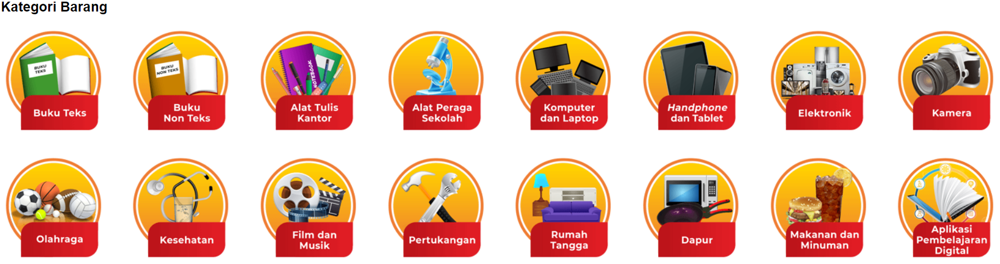 Kategori Barang
BUKU
TEKS
Buku Teks
BUKU
NON TEKS
Buku
Non Teks
NOTEBOOK
Alat Tulis
Kantor
Alat Peraga
Sekolah
Komputer
dan Laptop
Handphone
dan Tablet
Elektronik
Kamera
Olahraga
Kesehatan
Film dan
Musik
Pertukangan
Rumah
Tangga
Dapur
Makanan dan
Minuman
Aplikasi
Pembelajaran
Digital